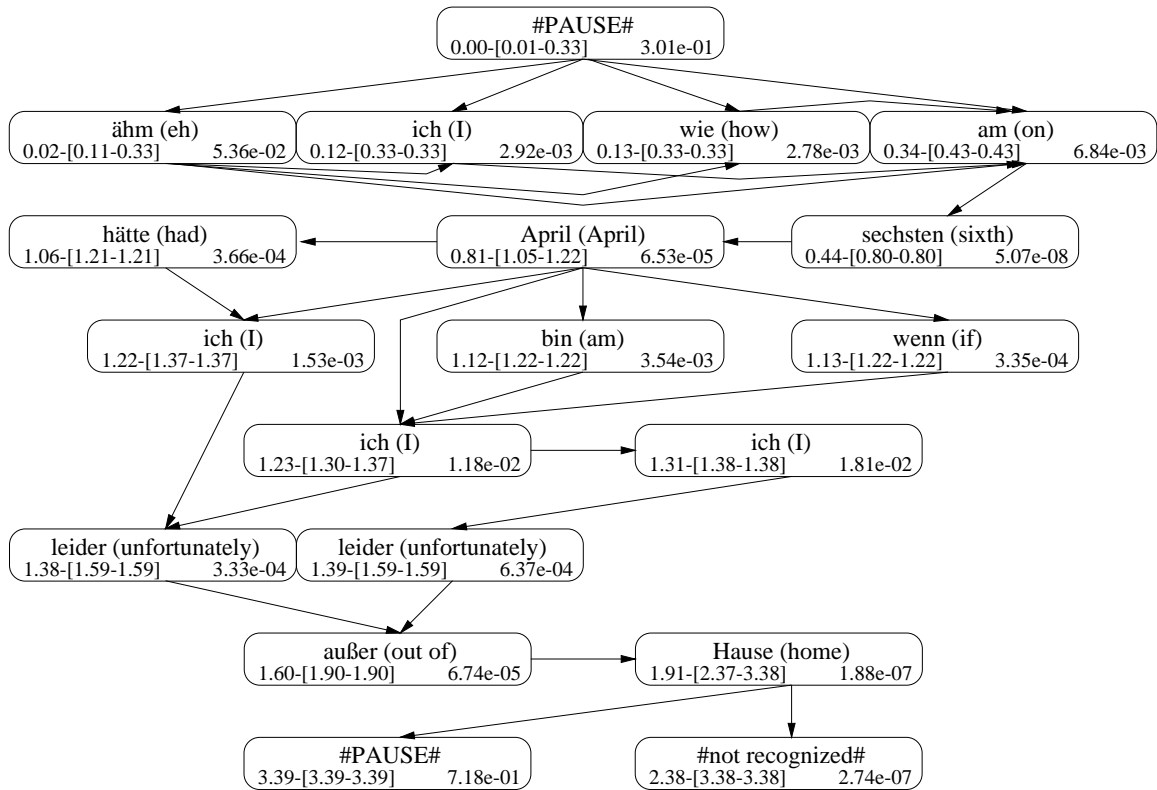 #PAUSE#
0.00-[0.01-0.33] 3.01e-01
ähm (eh)
0.02-[0.11-0.33] 5.36e-02
ich (I)
0.12-[0.33-0.33] 2.92e-03
wie (how)
0.13-[0.33-0.33] 2.78e-03
am (on)
0.34-[0.43-0.43] 6.84e-03
hätte (had)
1.06-[1.21-1.21] 3.66e-04
April (April)
0.81-[1.05-1.22] 6.53e-05
sechsten (sixth)
0.44-[0.80-0.80] 5.07e-08
ich (I)
1.22-[1.37-1.37] 1.53e-03
bin (am)
1.12-[1.22-1.22] 3.54e-03
wenn (if)
1.13-[1.22-1.22] 3.35e-04
ich (I)
1.23-[1.30-1.37] 1.18e-02
ich (I)
1.31-[1.38-1.38] 1.81e-02
leider (unfortunately)
1.38-[1.59-1.59] 3.33e-04
leider (unfortunately)
1.39-[1.59-1.59] 6.37e-04
außer (out of)
1.60-[1.90-1.90] 6.74e-05
Hause (home)
1.91-[2.37-3.38] 1.88e-07
#PAUSE#
3.39-[3.39-3.39] 7.18e-01
#not recognized#
2.38-[3.38-3.38] 2.74e-07